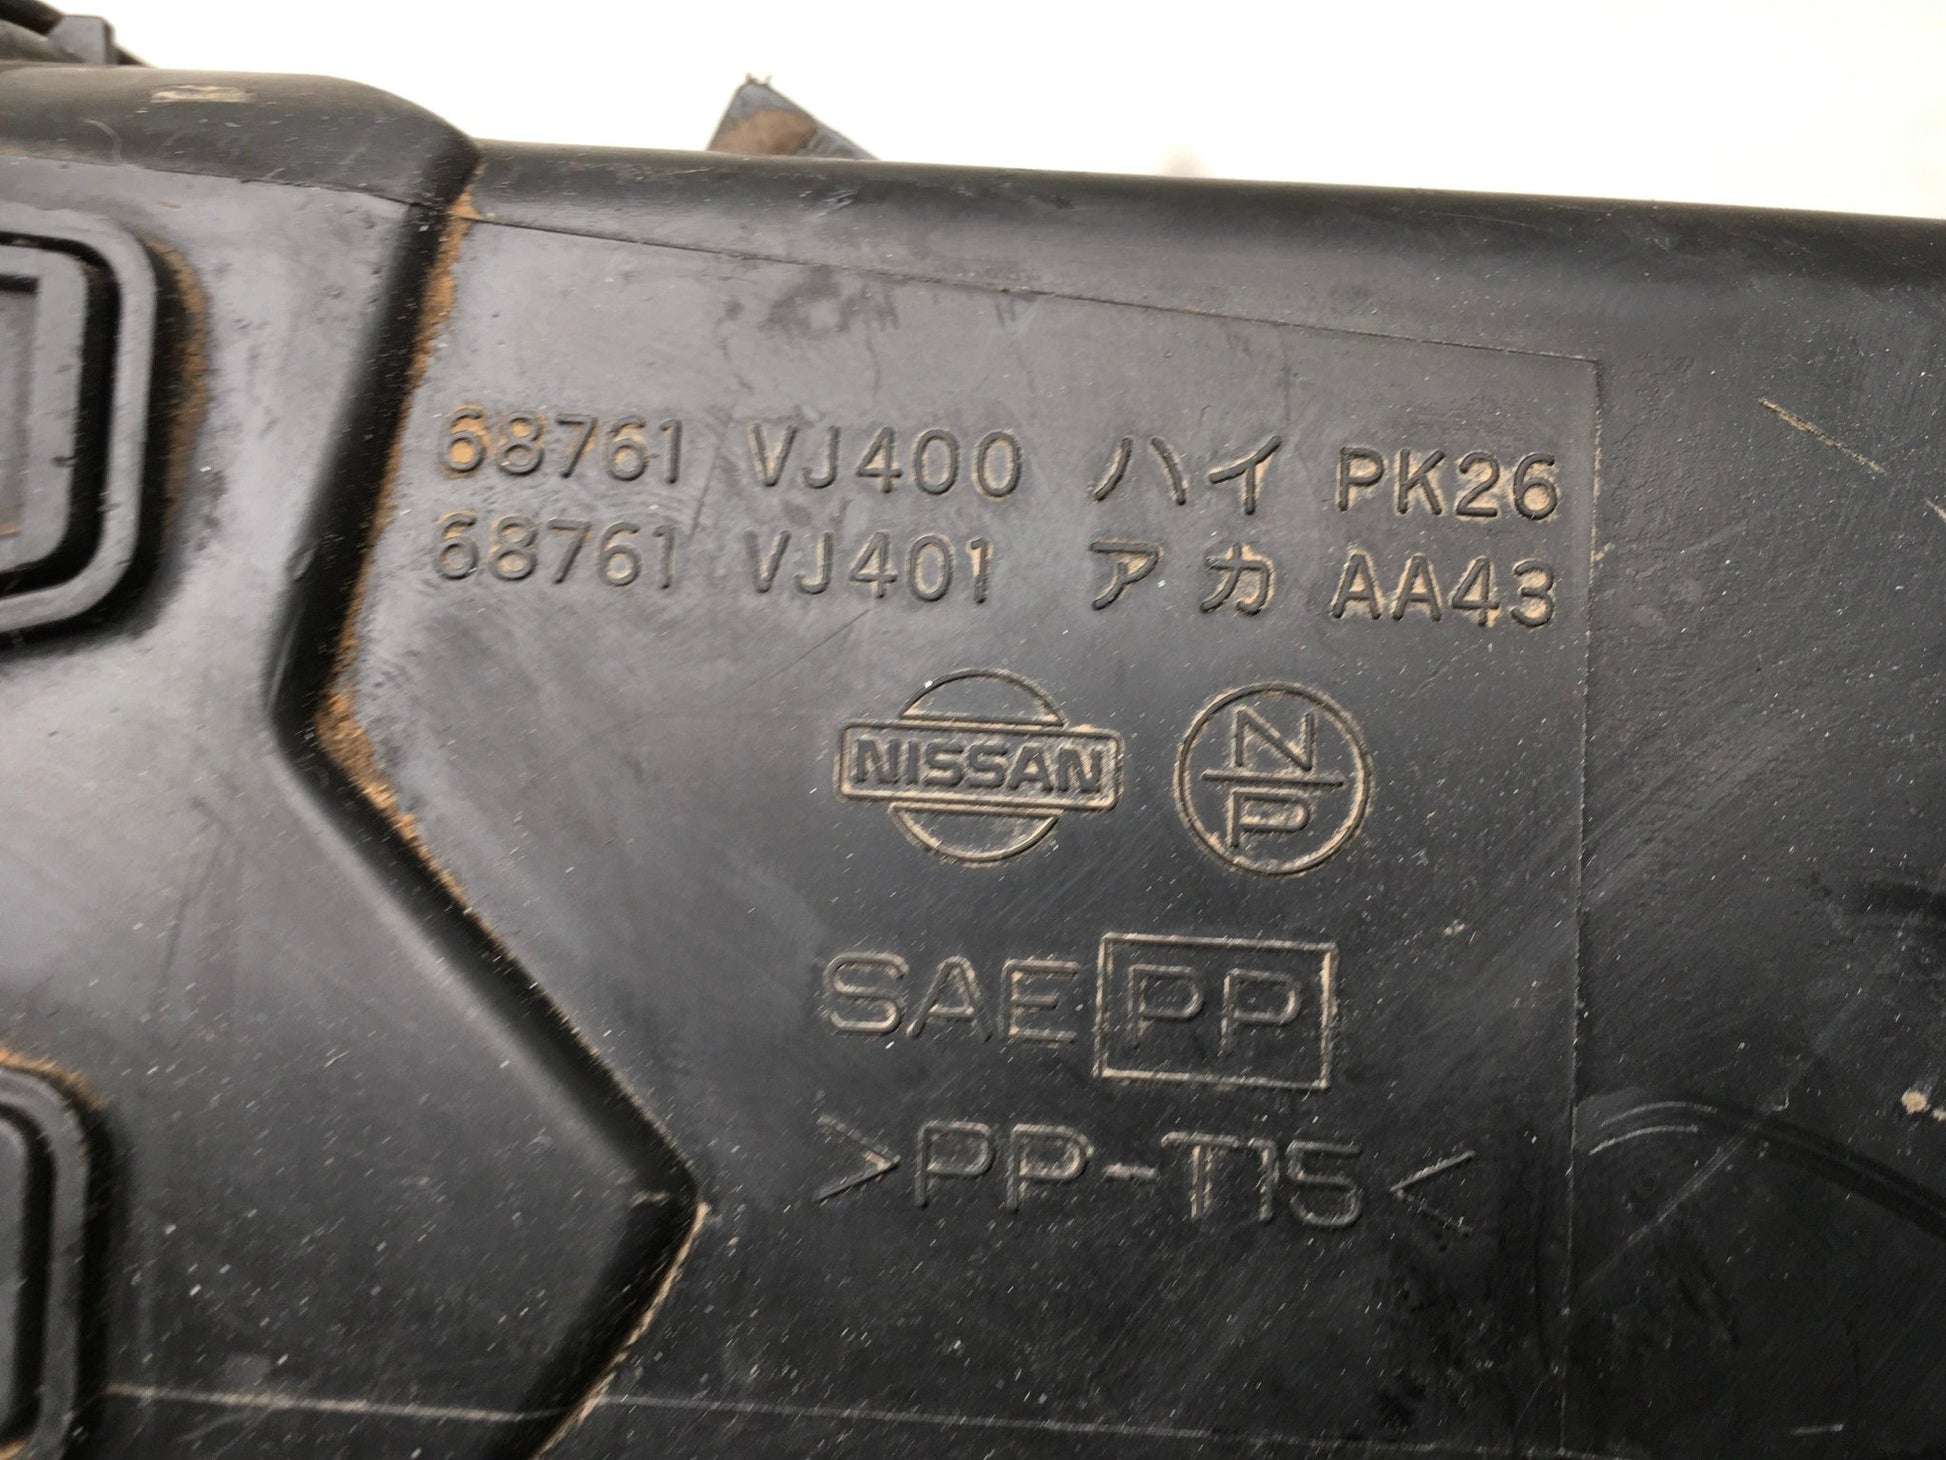 68761 VJ400 ハイ PK26
68761 VJ401 アカ AA43
NISSAN
N
P
SAE PP
>PP-T15<